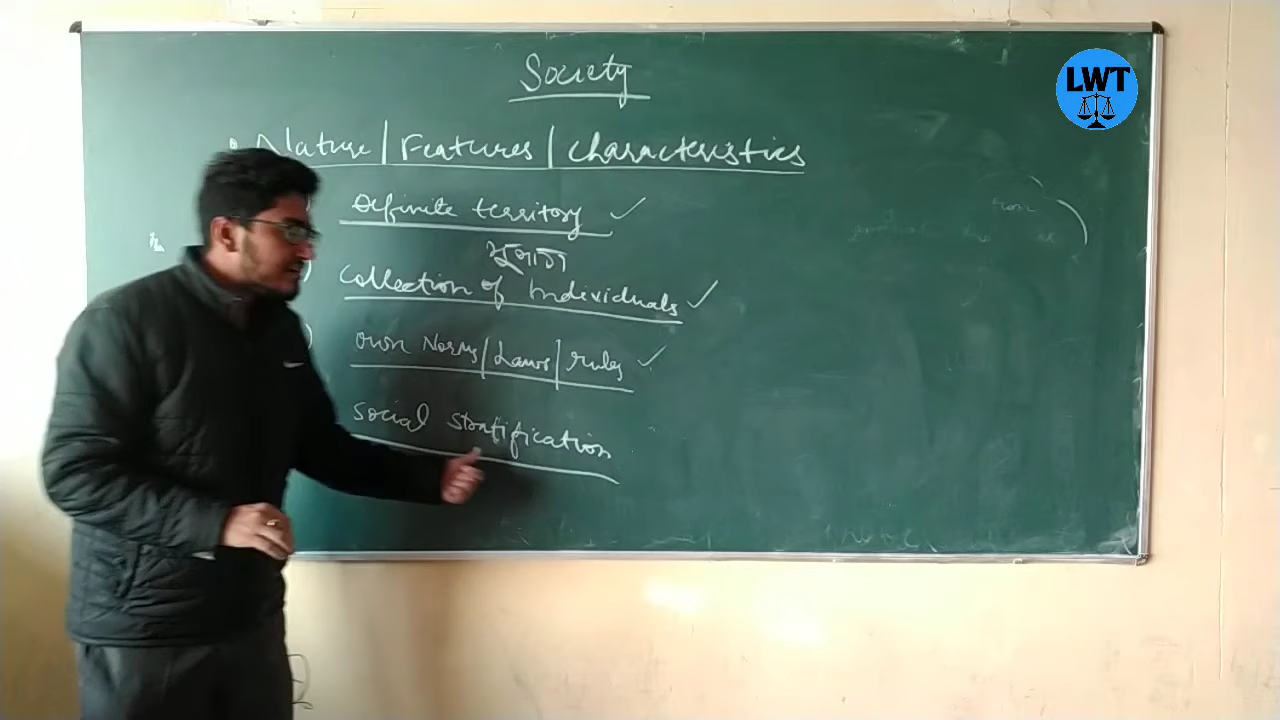 LWT
Society
Nature | Features | Characteristics
Definite territory ✓
भू भाग
Collection of Individuals ✓
own Norms | Laws | rules ✓
social stratification